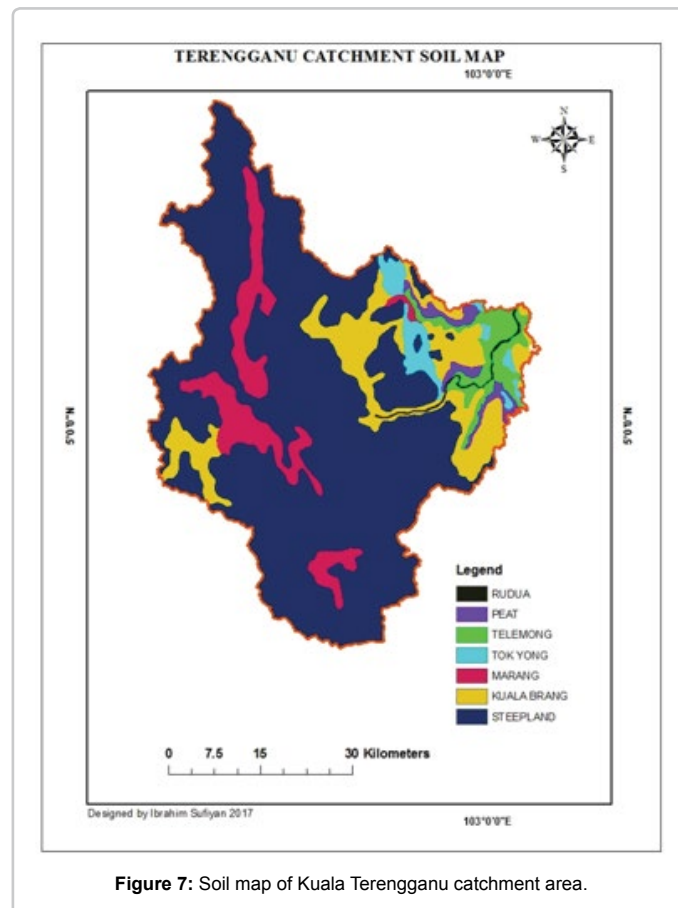 TERENGGANU CATCHMENT SOIL MAP
103°0'0"E
N
W E
S
5°0'0"N
5°0'0"N
Legend
RUDUA
PEAT
TELEMONG
TOK YONG
MARANG
KUALA BRANG
STEEPLAND
0 7.5 15 30 Kilometers
Designed by Ibrahim Sufiyan 2017
103°0'0"E
Figure 7: Soil map of Kuala Terengganu catchment area.